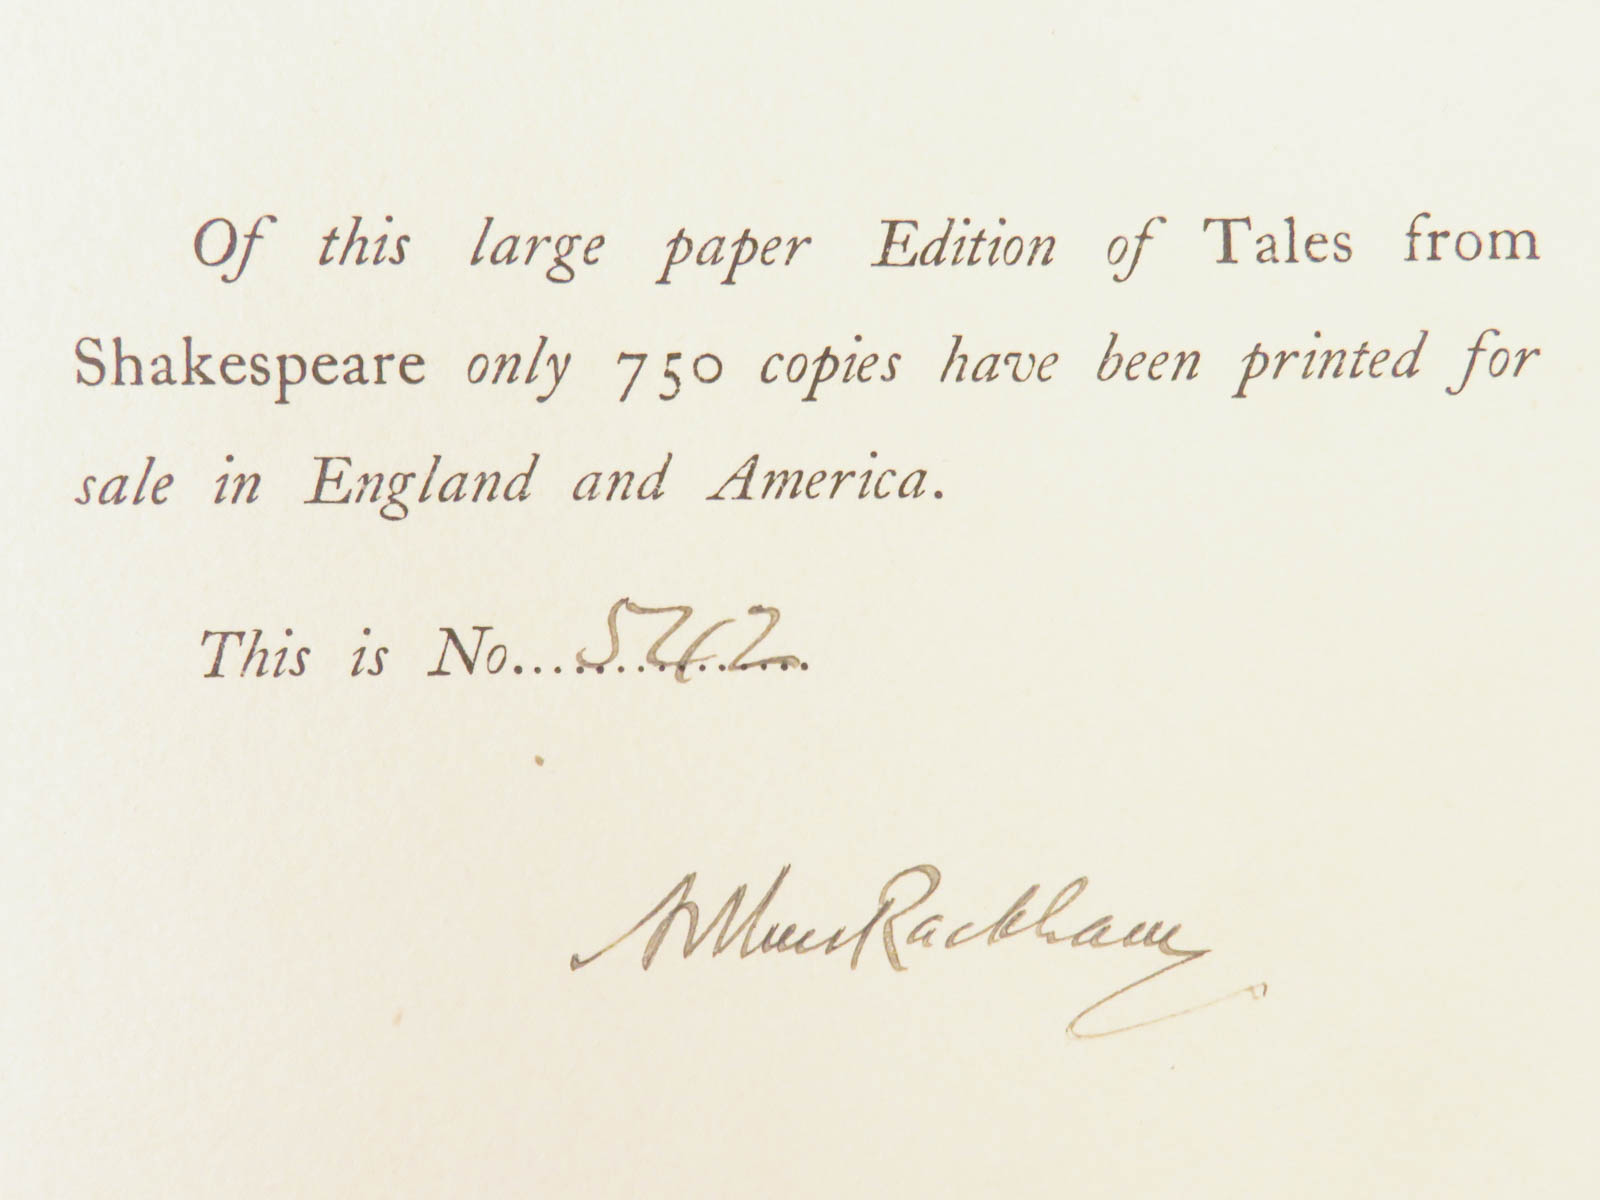 Of this large paper Edition of Tales from
Shakespeare only 750 copies have been printed for
sale in England and America.
This is No...542...
Arthur Rackham